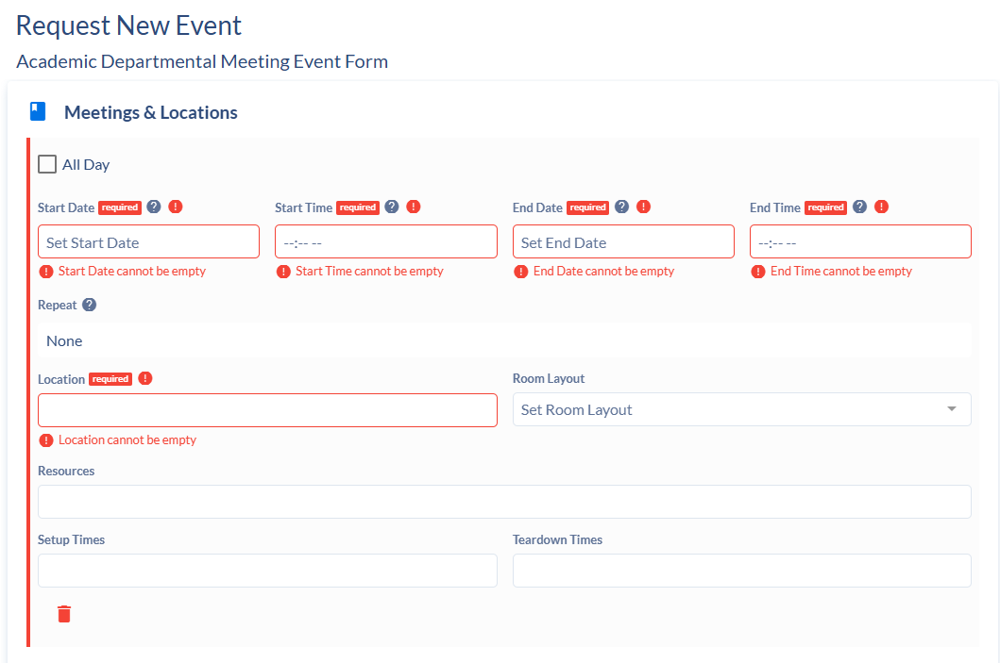 Request New Event
Academic Departmental Meeting Event Form
Meetings & Locations
All Day
Start Date required ? ! Start Time required ? ! End Date required ? ! End Time required ? !
Set Start Date --:-- -- Set End Date --:-- --
! Start Date cannot be empty ! Start Time cannot be empty ! End Date cannot be empty ! End Time cannot be empty
Repeat ?
None
Location required ! Room Layout
Set Room Layout
! Location cannot be empty
Resources
Setup Times Teardown Times